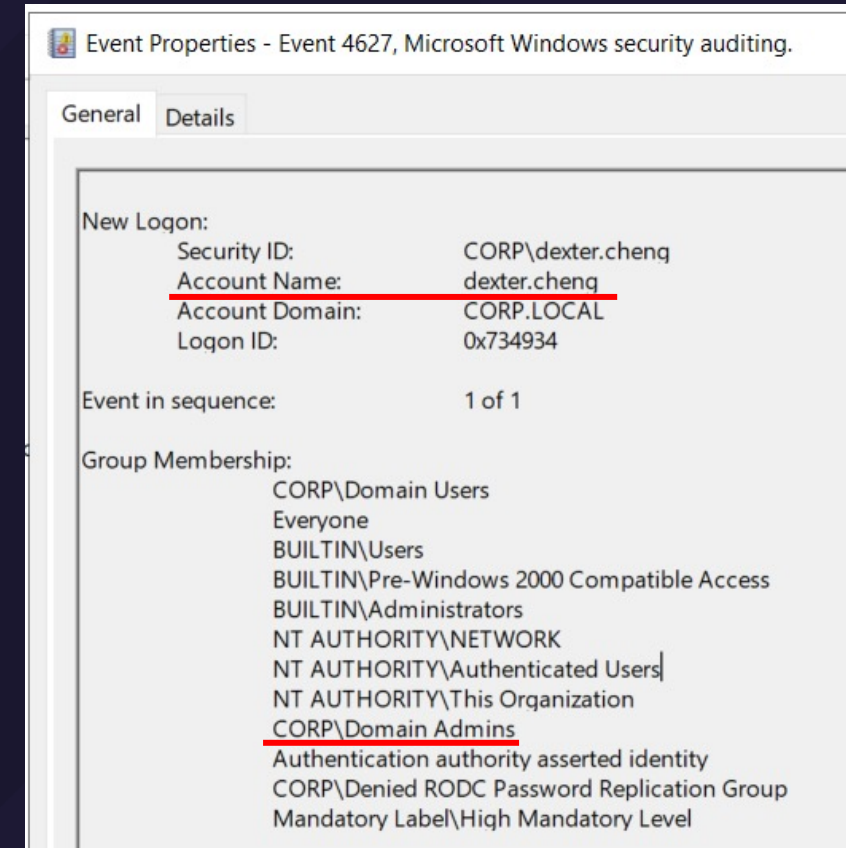 Event Properties - Event 4627, Microsoft Windows security auditing.
General Details
New Logon:
Security ID: CORP\dexter.cheng
Account Name: dexter.cheng
Account Domain: CORP.LOCAL
Logon ID: 0x734934
Event in sequence: 1 of 1
Group Membership:
CORP\Domain Users
Everyone
BUILTIN\Users
BUILTIN\Pre-Windows 2000 Compatible Access
BUILTIN\Administrators
NT AUTHORITY\NETWORK
NT AUTHORITY\Authenticated Users
NT AUTHORITY\This Organization
CORP\Domain Admins
Authentication authority asserted identity
CORP\Denied RODC Password Replication Group
Mandatory Label\High Mandatory Level